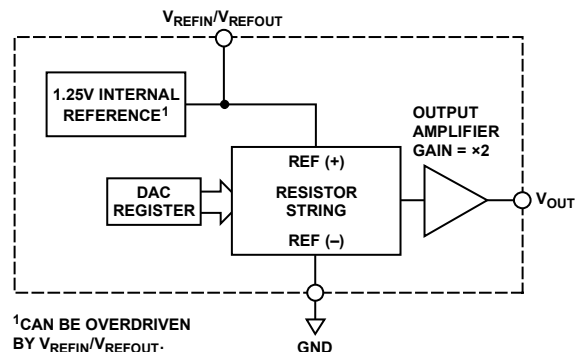 VREFIN/VREFOUT
1.25V INTERNAL
REFERENCE1
OUTPUT
AMPLIFIER
GAIN = ×2
REF (+)
DAC
REGISTER
RESISTOR
STRING
REF (–)
VOUT
1CAN BE OVERDRIVEN
BY VREFIN/VREFOUT.
GND